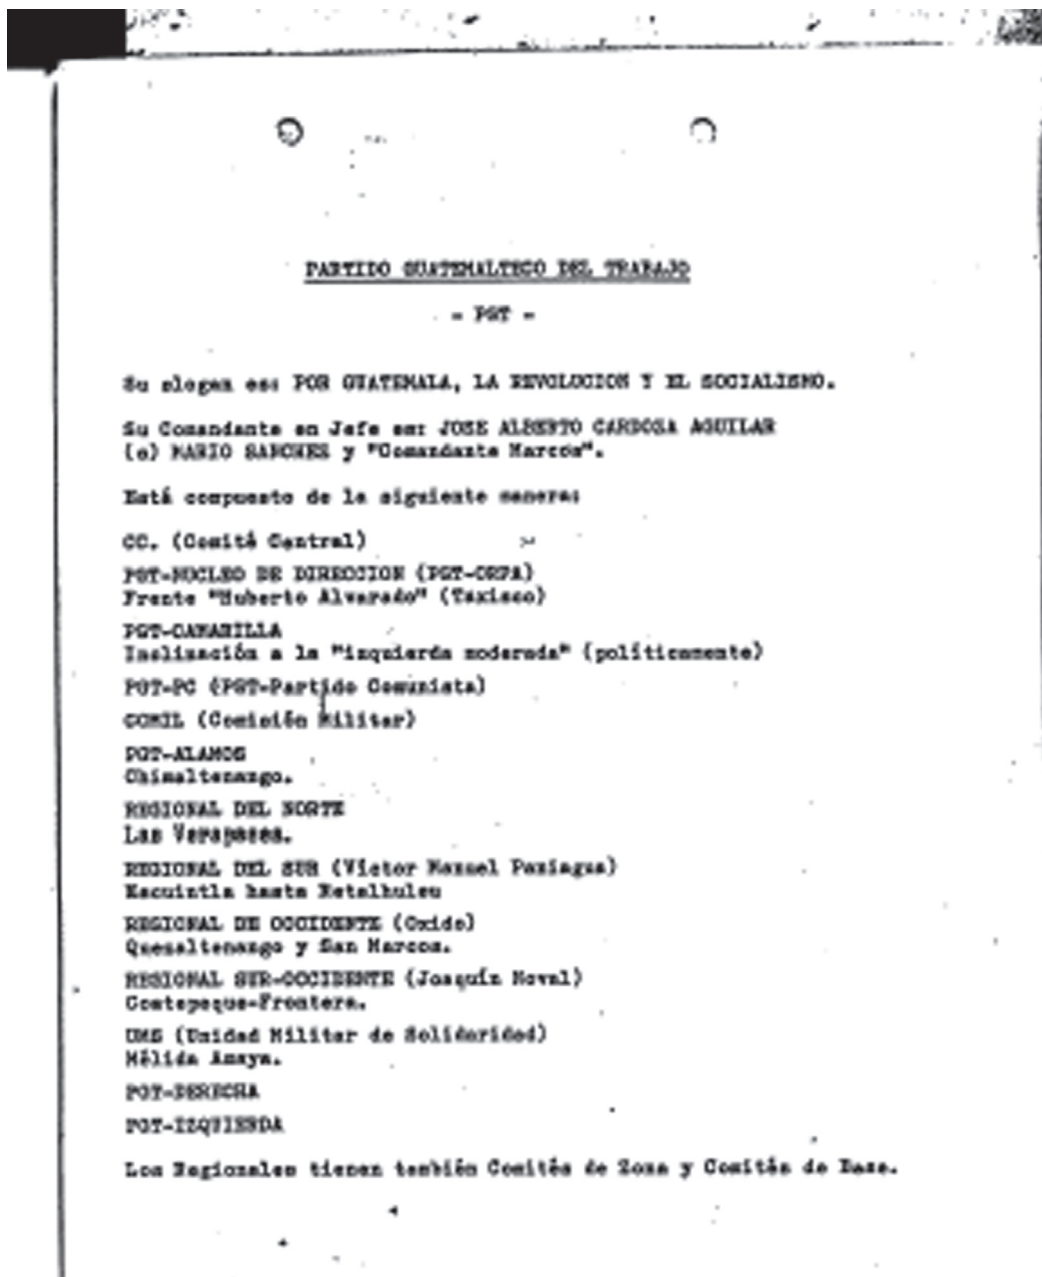 PARTIDO GUATEMALTECO DEL TRABAJO
- PGT -
Su slogan es: POR GUATEMALA, LA REVOLUCION Y EL SOCIALISMO.
Su Comandante en Jefe es: JOSE ALBERTO CARDOZA AGUILAR
(a) MARIO SANCHEZ y "Comandante Marcos".
Está compuesto de la siguiente manera:
CC. (Comité Central)
PGT-NUCLEO DE DIRECCION (PGT-ORPA)
Frente "Huberto Alvarado" (Taxisco)
PGT-CAMARILLA
Inclinación a la "izquierda moderada" (políticamente)
PGT-PC (PGT-Partido Comunista)
COMIL (Comisión Militar)
PGT-ALAMOS
Chimaltenango.
REGIONAL DEL NORTE
Las Verapaces.
REGIONAL DEL SUR (Víctor Manuel Paniagua)
Escuintla hasta Retalhuleu
REGIONAL DE OCCIDENTE (Oxido)
Quezaltenango y San Marcos.
REGIONAL SUR-OCCIDENTE (Joaquín Noval)
Coatepeque-Frontera.
UMS (Unidad Militar de Solidaridad)
Mélida Amaya.
PGT-DERECHA
PGT-IZQUIERDA
Los Regionales tienen también Comités de Zona y Comités de Base.